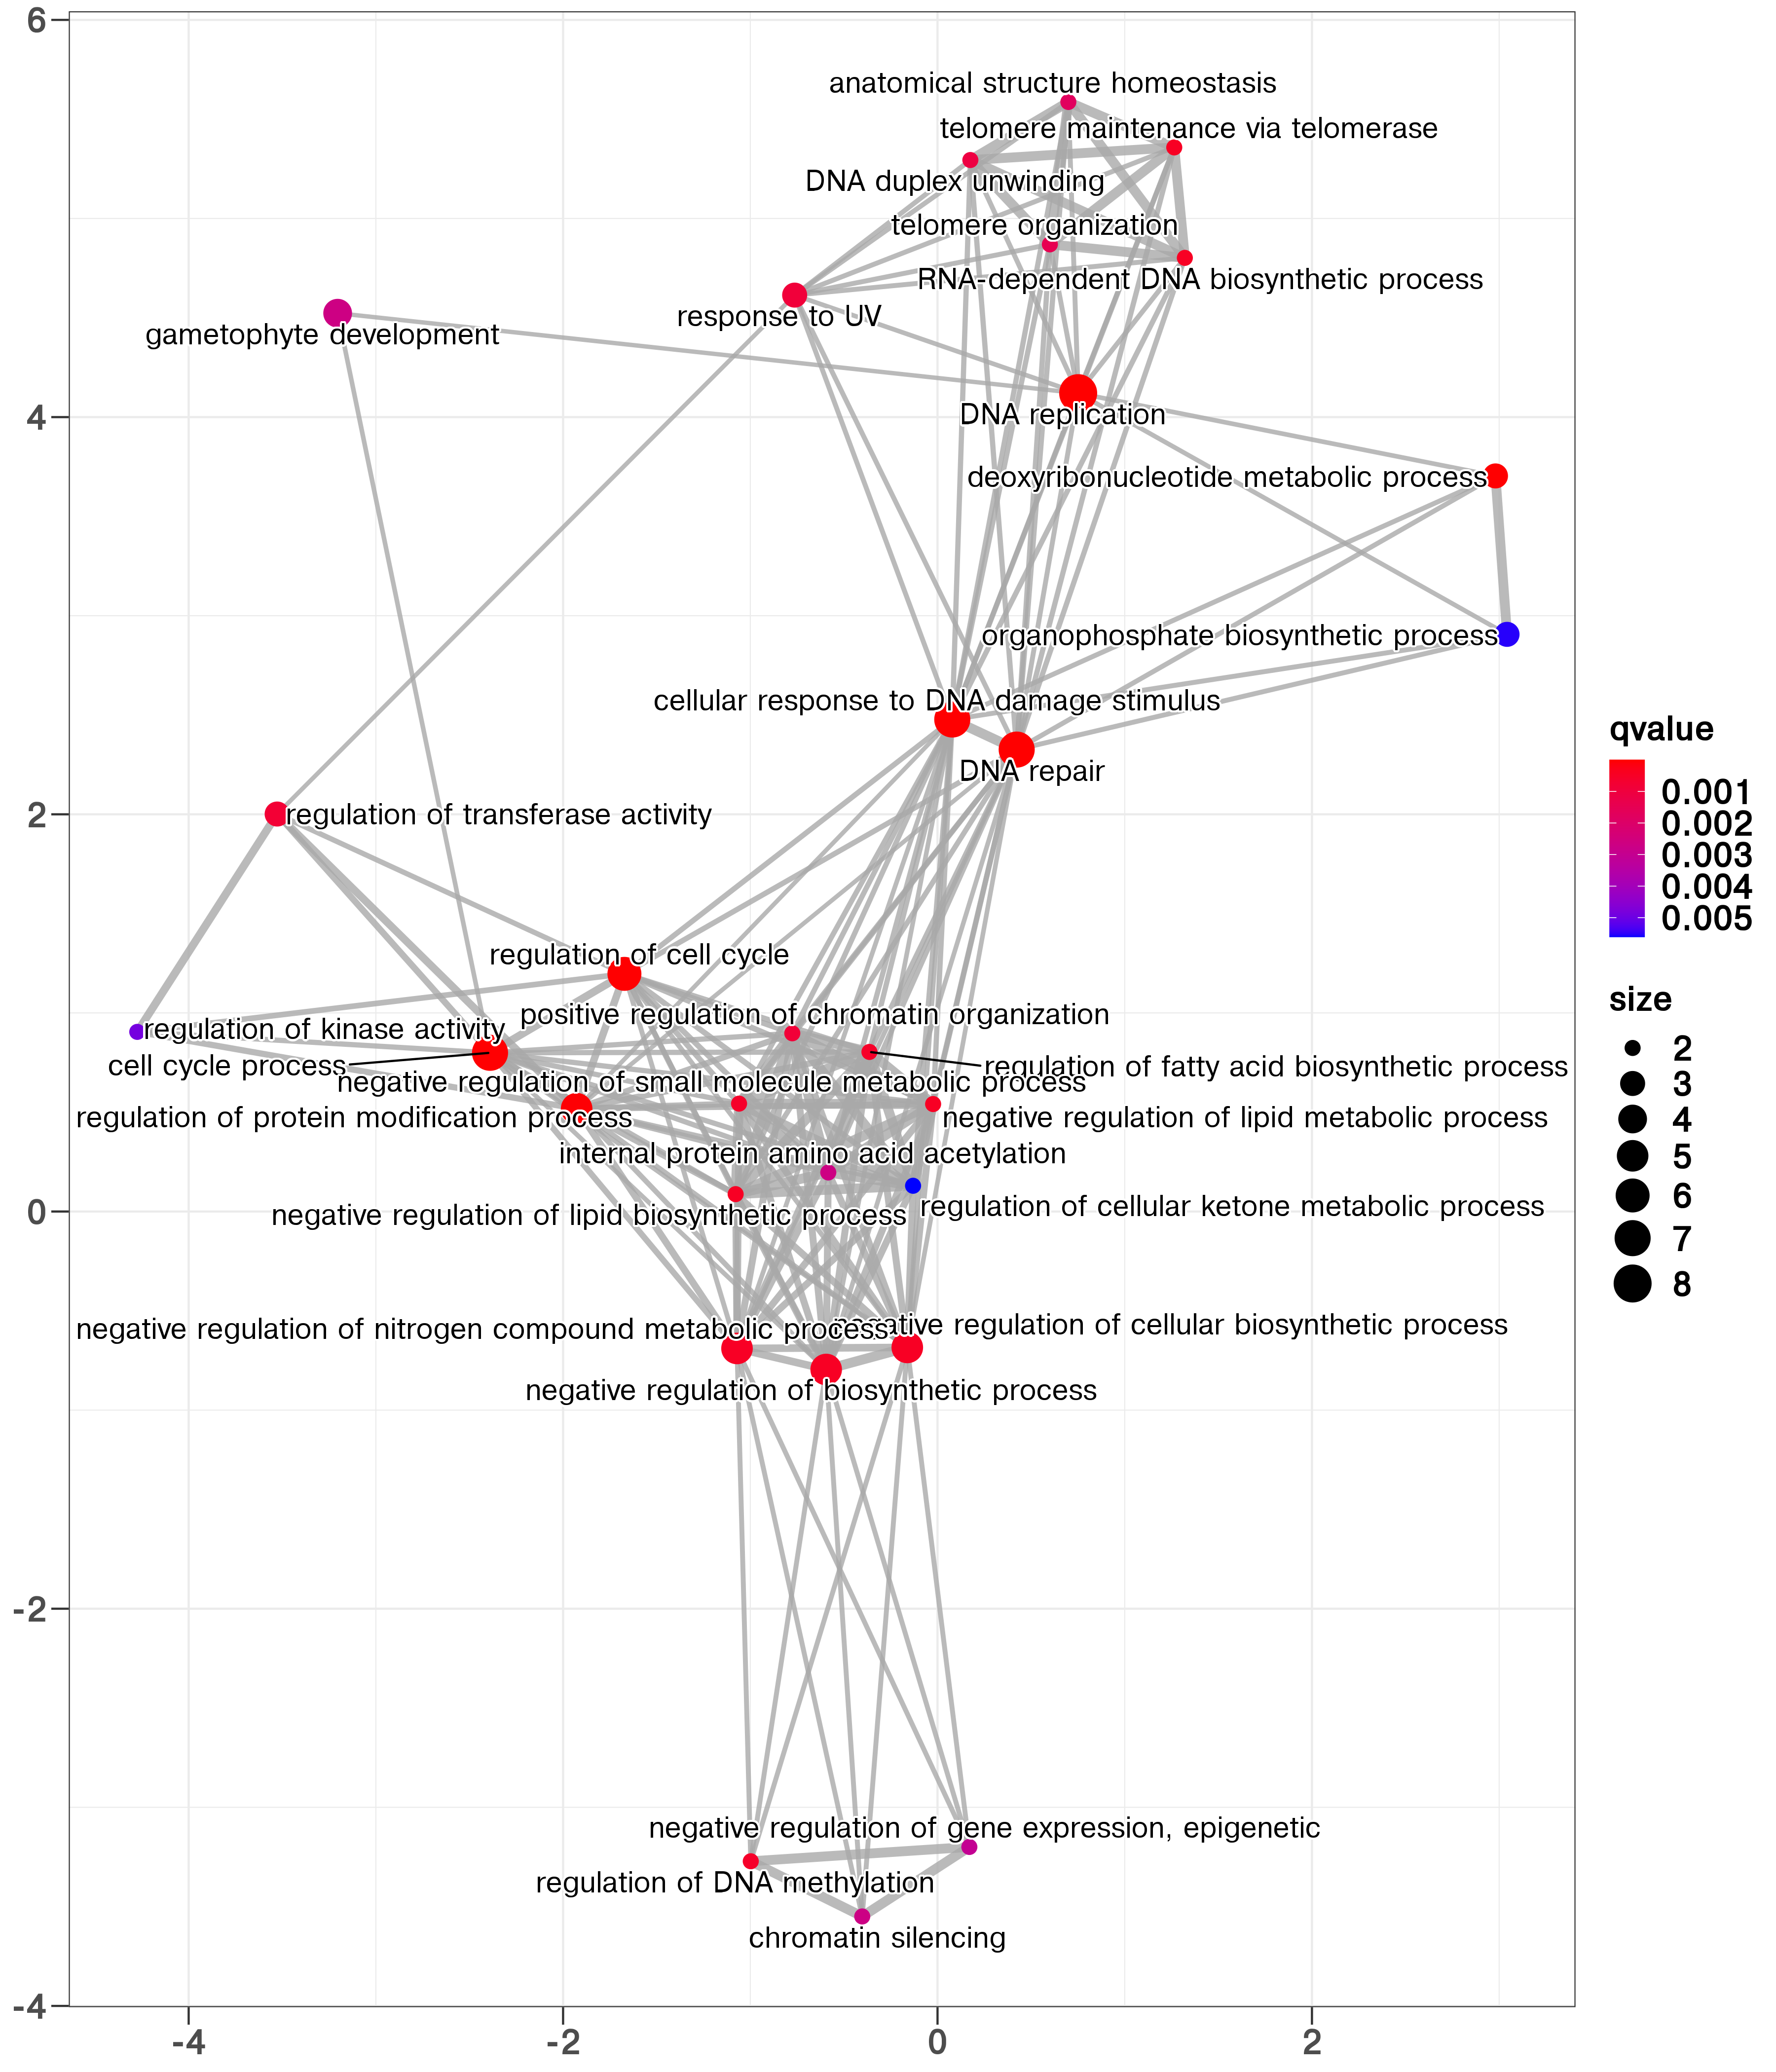 6
anatomical structure homeostasis
telomere maintenance via telomerase
DNA duplex unwinding
telomere organization
RNA-dependent DNA biosynthetic process
response to UV
gametophyte development
4
DNA replication
deoxyribonucleotide metabolic process
organophosphate biosynthetic process
cellular response to DNA damage stimulus
DNA repair
2
regulation of transferase activity
regulation of cell cycle
positive regulation of chromatin organization
regulation of kinase activity
cell cycle process
regulation of fatty acid biosynthetic process
negative regulation of small molecule metabolic process
regulation of protein modification process
negative regulation of lipid metabolic process
internal protein amino acid acetylation
0
regulation of cellular ketone metabolic process
negative regulation of lipid biosynthetic process
negative regulation of nitrogen compound metabolic process
negative regulation of cellular biosynthetic process
negative regulation of biosynthetic process
-2
negative regulation of gene expression, epigenetic
regulation of DNA methylation
chromatin silencing
-4
-4
-2
0
2
qvalue
0.001
0.002
0.003
0.004
0.005
size
2
3
4
5
6
7
8